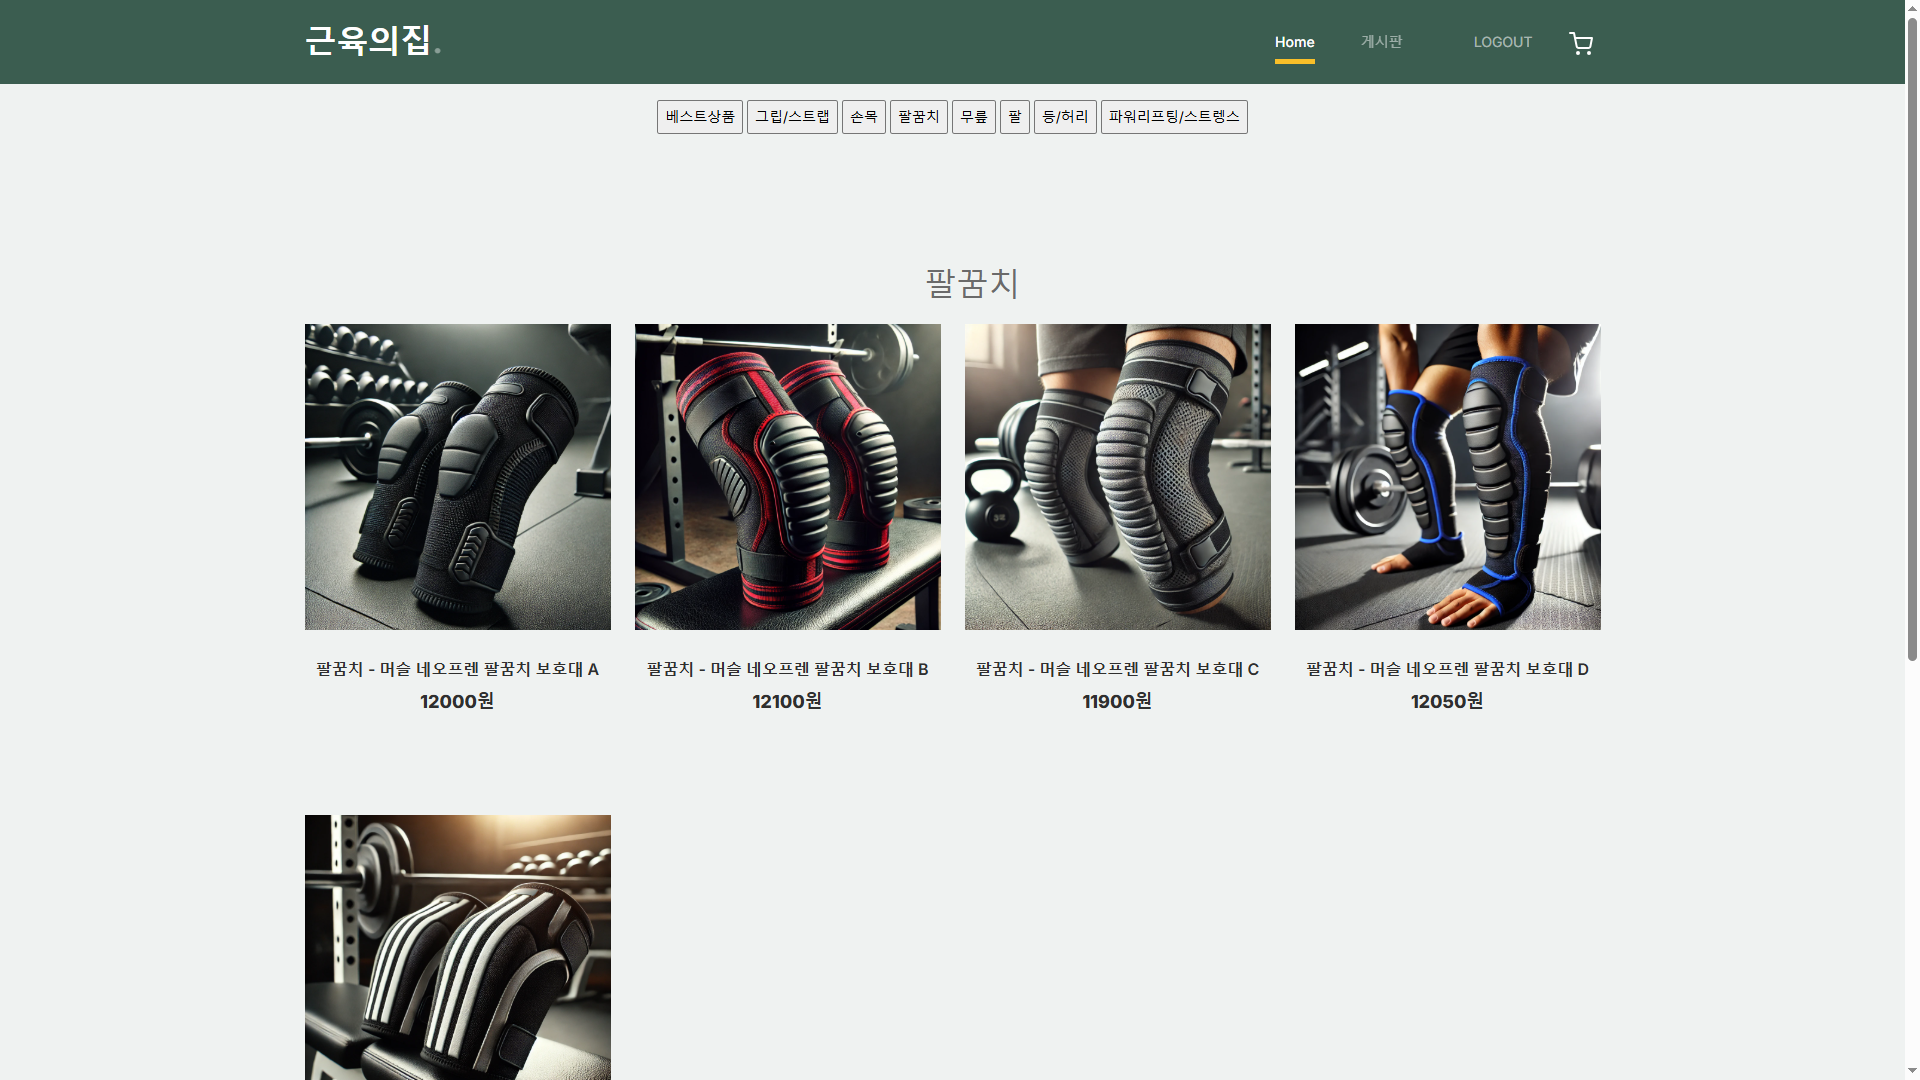 근육의집.
Home 게시판 LOGOUT
베스트상품 그립/스트랩 손목 팔꿈치 무릎 팔 등/허리 파워리프팅/스트렝스
팔꿈치
팔꿈치 - 머슬 네오프렌 팔꿈치 보호대 A
12000원
팔꿈치 - 머슬 네오프렌 팔꿈치 보호대 B
12100원
팔꿈치 - 머슬 네오프렌 팔꿈치 보호대 C
11900원
팔꿈치 - 머슬 네오프렌 팔꿈치 보호대 D
12050원